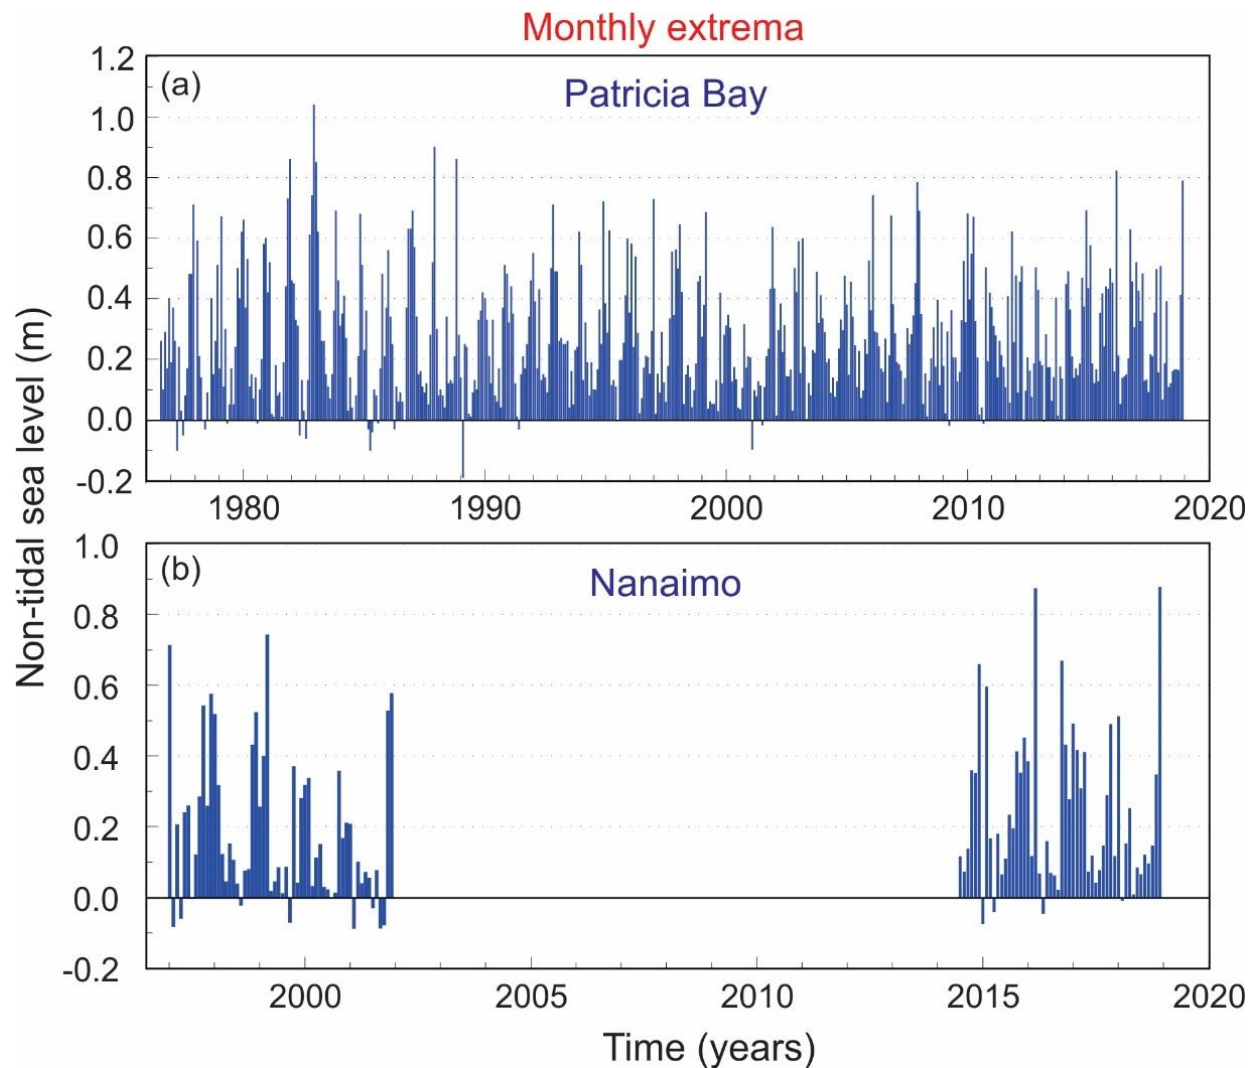 Monthly extrema
(a)
Patricia Bay
1.2
1.0
0.8
0.6
0.4
0.2
0.0
-0.2
1980 1990 2000 2010 2020
Non-tidal sea level (m)
(b)
Nanaimo
1.0
0.8
0.6
0.4
0.2
0.0
-0.2
2000 2005 2010 2015 2020
Time (years)